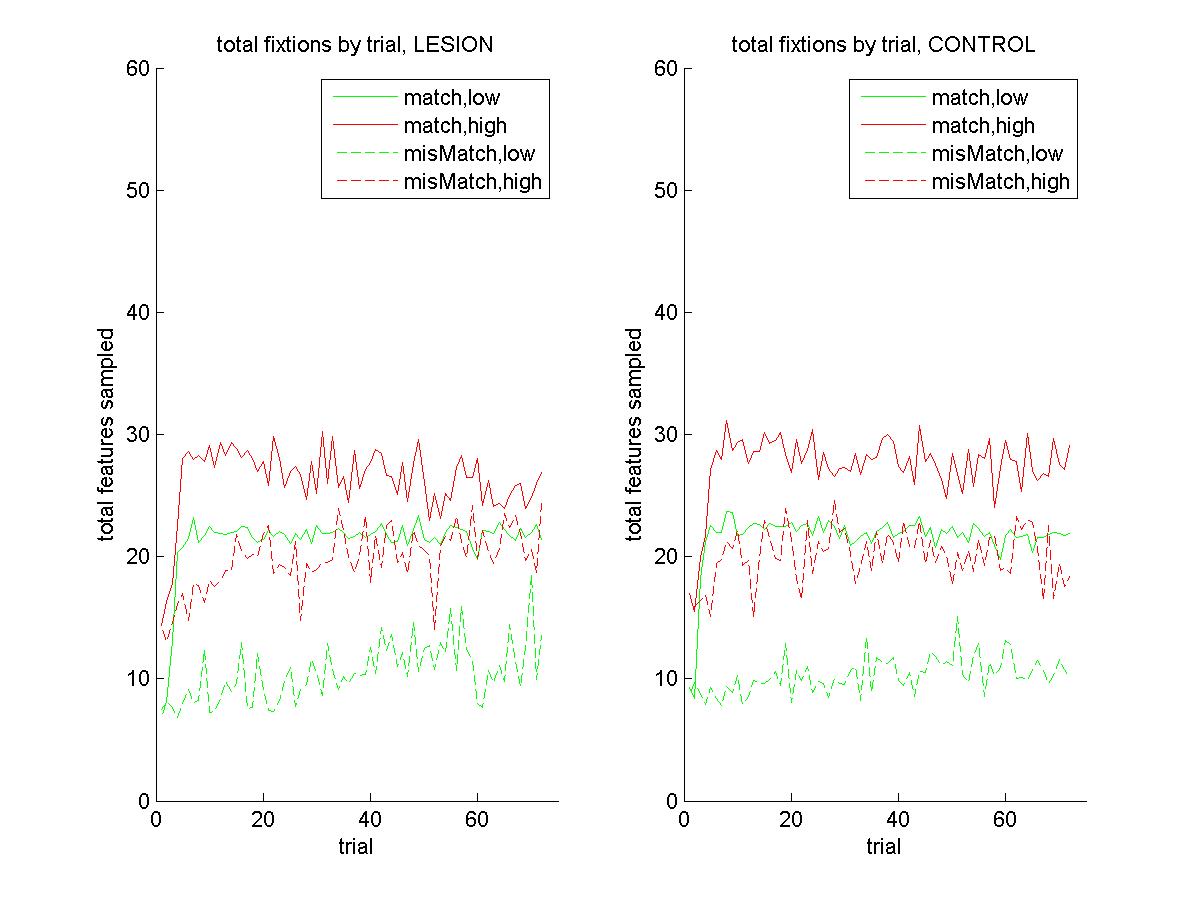 total fixtions by trial, LESION
60
50
40
30
20
10
0
total features sampled
match,low
match,high
misMatch,low
misMatch,high
0 20 40 60
trial
total fixtions by trial, CONTROL
60
50
40
30
20
10
0
total features sampled
match,low
match,high
misMatch,low
misMatch,high
0 20 40 60
trial